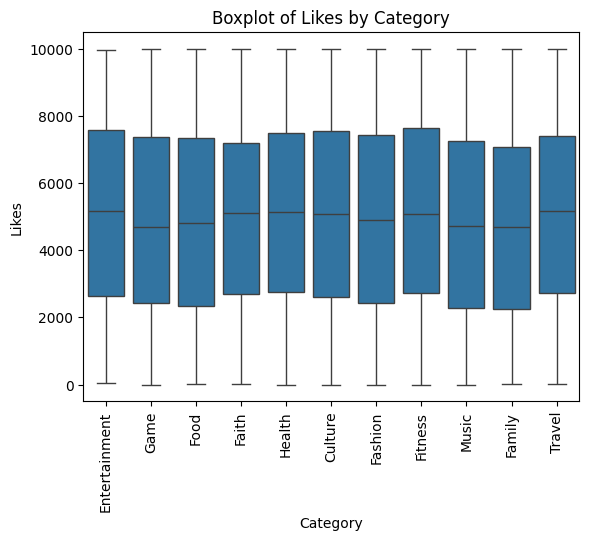 Boxplot of Likes by Category
10000
8000
6000
4000
2000
0
Likes
Entertainment
Game
Food
Faith
Health
Culture
Fashion
Fitness
Music
Family
Travel
Category